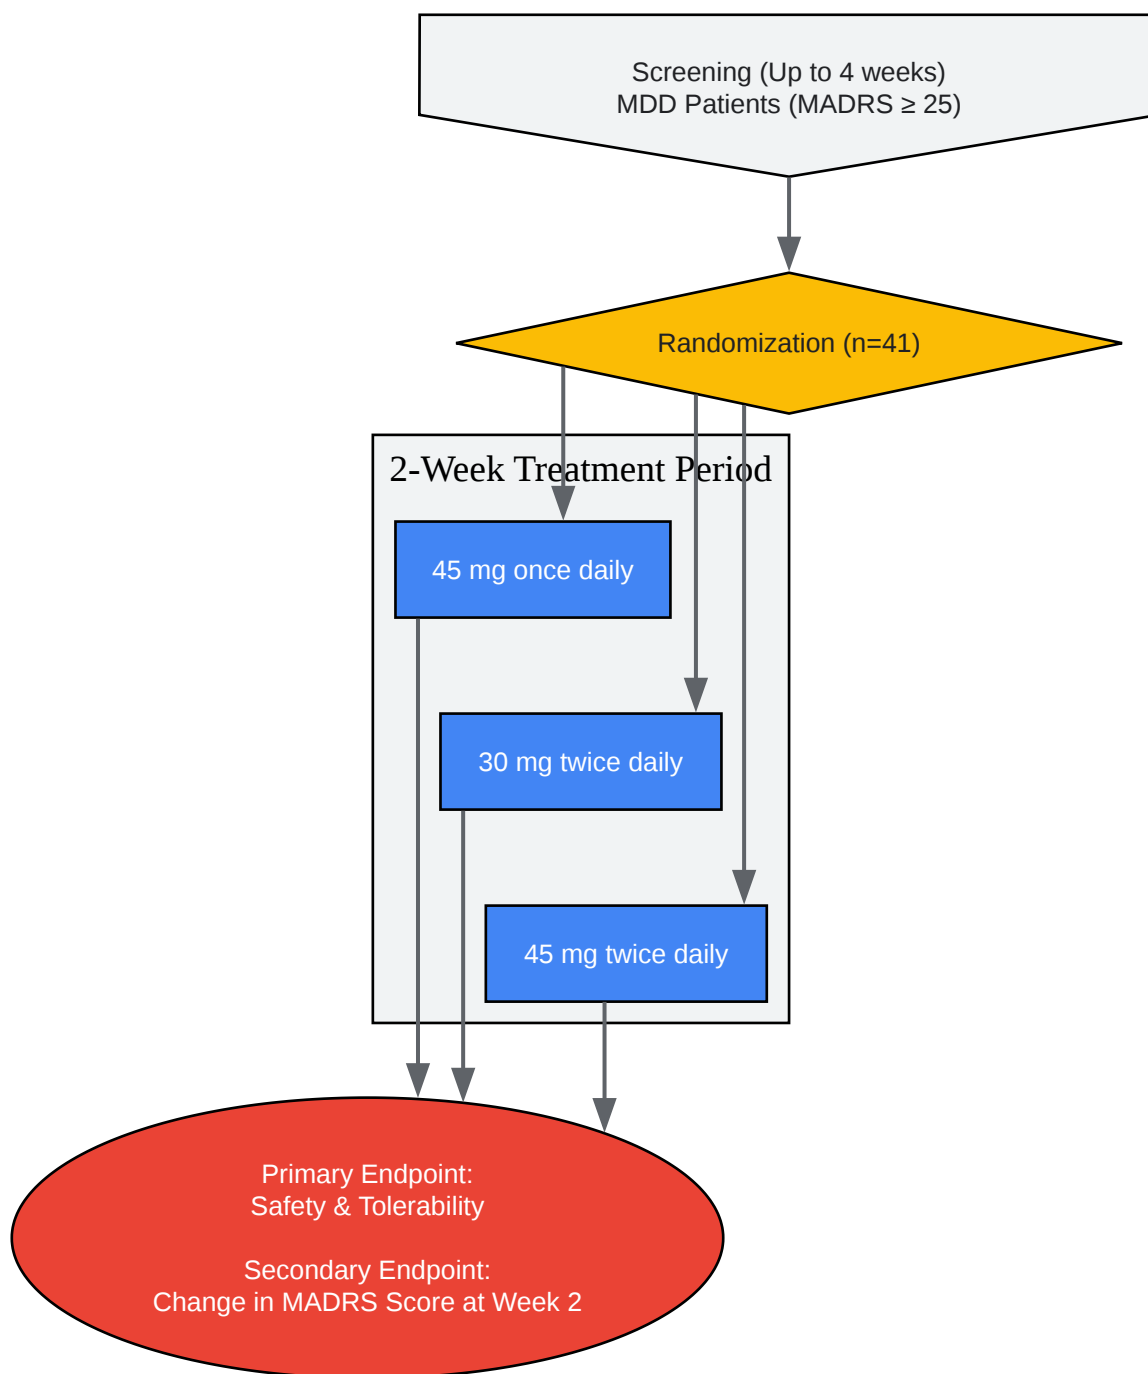 Screening (Up to 4 weeks)
MDD Patients (MADRS ≥ 25)
Randomization (n=41)
2-Week Treatment Period
45 mg once daily
30 mg twice daily
45 mg twice daily
Primary Endpoint:
Safety & Tolerability
Secondary Endpoint:
Change in MADRS Score at Week 2